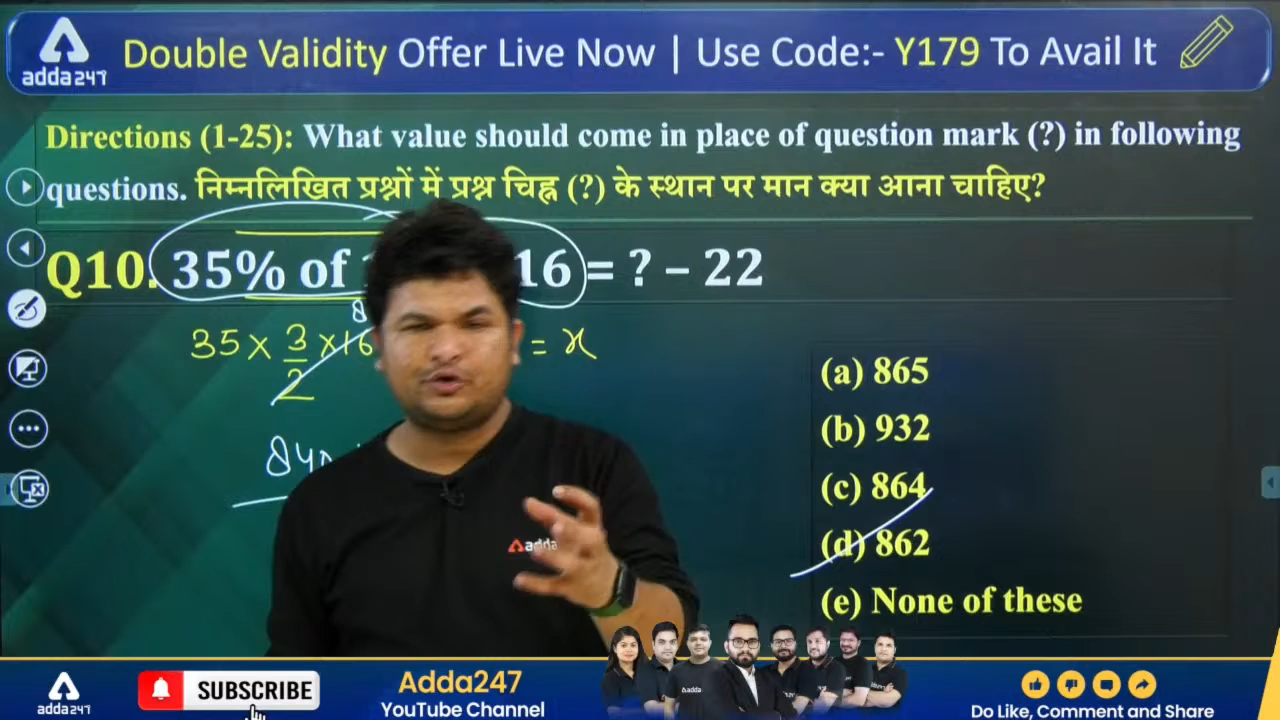 adda247
Double Validity Offer Live Now | Use Code:- Y179 To Avail It
Directions (1-25): What value should come in place of question mark (?) in following
questions. निम्नलिखित प्रश्नों में प्रश्न चिह्न (?) के स्थान पर मान क्या आना चाहिए?
Q10. 35% of 16 = ? – 22
35 × 3/2 × 16 = x
840
(a) 865
(b) 932
(c) 864
(d) 862
(e) None of these
adda
adda247
SUBSCRIBE
Adda247
YouTube Channel
Do Like, Comment and Share